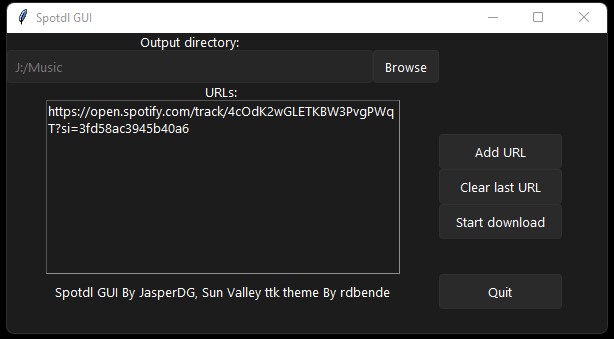 Spotdl GUI
Output directory:
J:/Music
Browse
URLs:
https://open.spotify.com/track/4cOdK2wGLETKBW3PvgPWq
T?si=3fd58ac3945b40a6
Add URL
Clear last URL
Start download
Spotdl GUI By JasperDG, Sun Valley ttk theme By rdbende
Quit